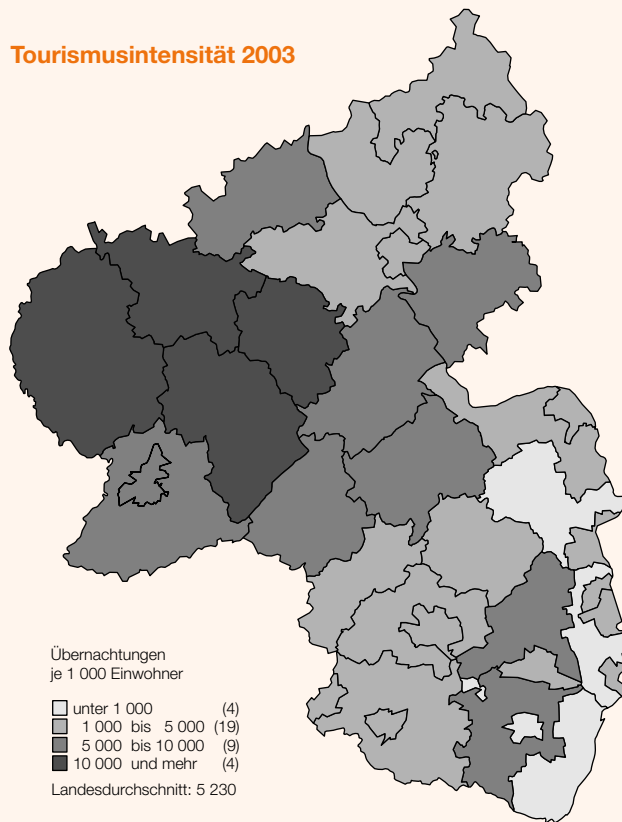 Tourismusintensität 2003
Übernachtungen
je 1 000 Einwohner
unter 1 000 (4)
1 000 bis 5 000 (19)
5 000 bis 10 000 (9)
10 000 und mehr (4)
Landesdurchschnitt: 5 230